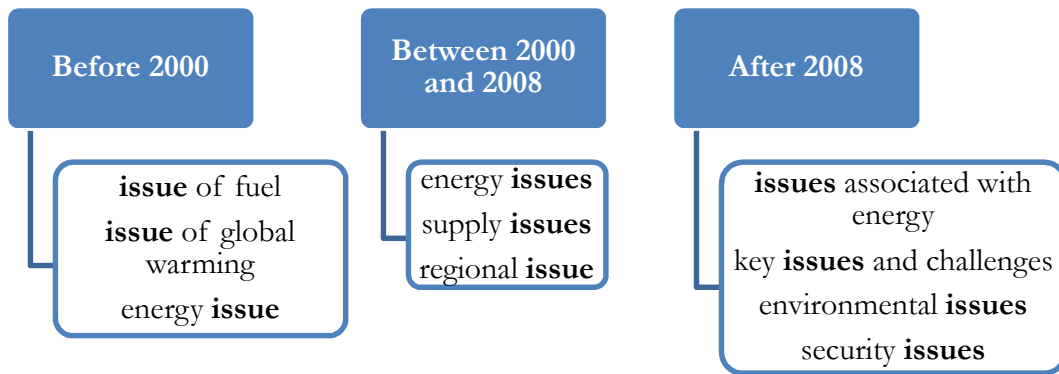 Before 2000
issue of fuel
issue of global
warming
energy issue
Between 2000
and 2008
energy issues
supply issues
regional issue
After 2008
issues associated with
energy
key issues and challenges
environmental issues
security issues